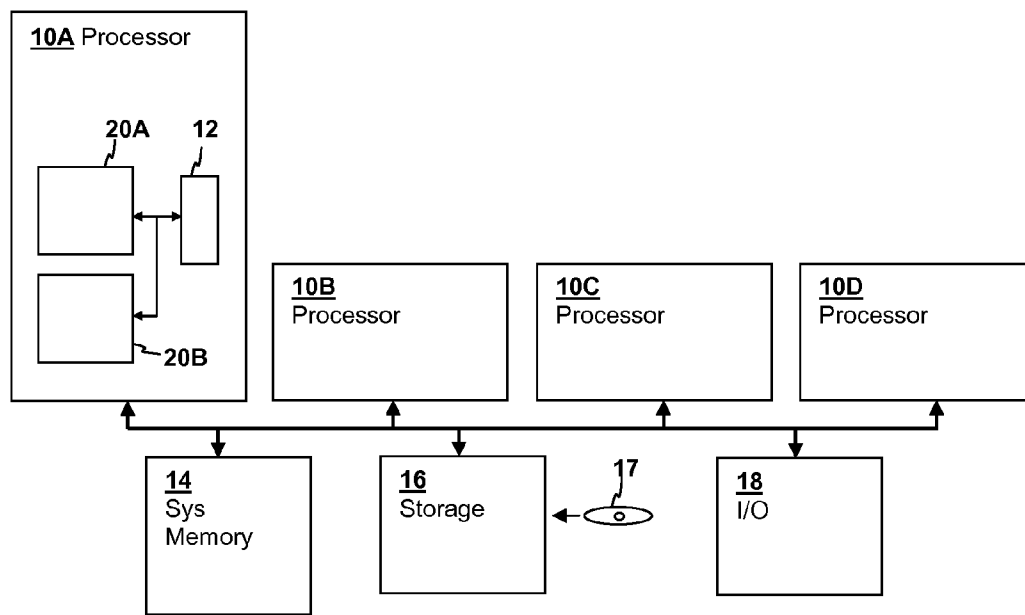 10A Processor
20A
12
20B
10B
Processor
10C
Processor
10D
Processor
14
Sys
Memory
16
Storage
17
18
I/O